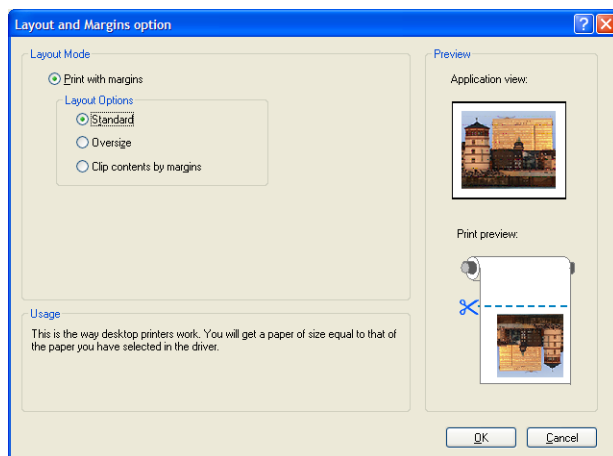 Layout and Margins option
Layout Mode
Print with margins
Layout Options
Standard
Oversize
Clip contents by margins
Usage
This is the way desktop printers work. You will get a paper of size equal to that of
the paper you have selected in the driver.
Preview
Application view:
Print preview:
OK
Cancel